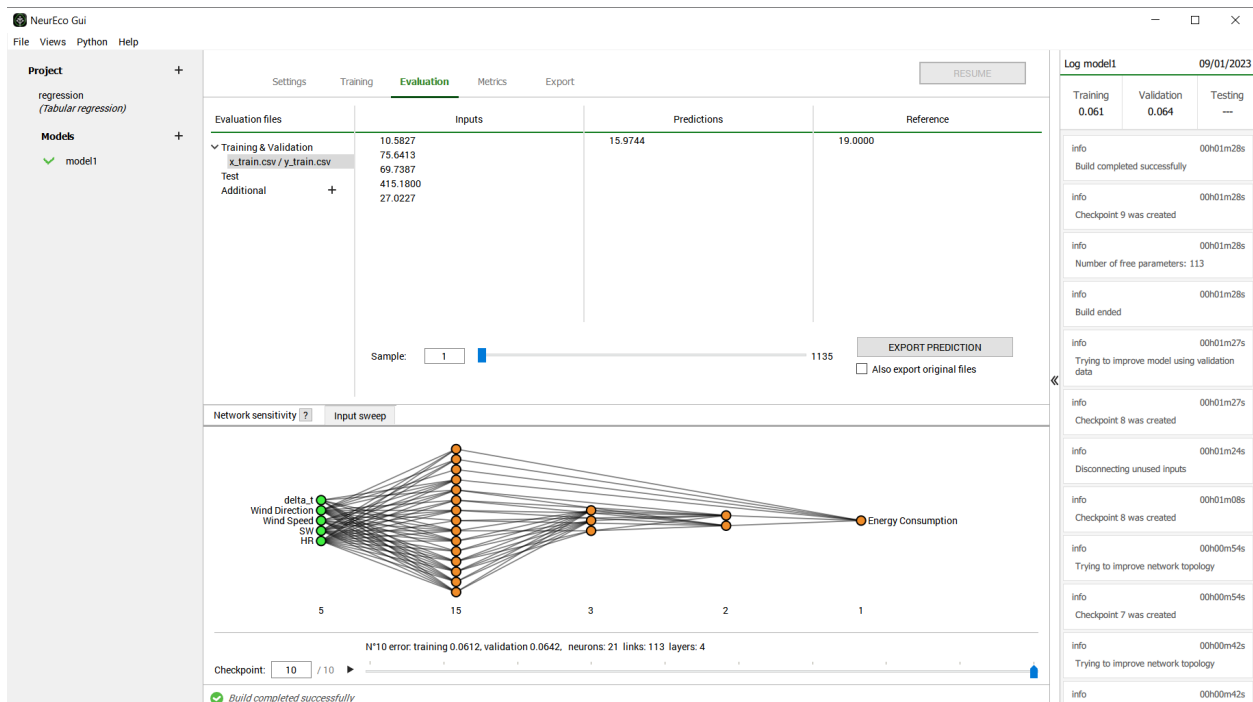 NeurEco Gui
File Views Python Help
Project +
regression
(Tabular regression)
Models +
model1
Settings Training Evaluation Metrics Export
RESUME
Evaluation files Inputs Predictions Reference
Training & Validation
x_train.csv / y_train.csv
Test
Additional +
10.5827
75.6413
69.7387
415.1800
27.0227
15.9744
19.0000
Sample: 1 1135
EXPORT PREDICTION
Also export original files
Network sensitivity ? Input sweep
delta_t
Wind Direction
Wind Speed
SW
HR
Energy Consumption
5 15 3 2 1
N°10 error: training 0.0612, validation 0.0642, neurons: 21 links: 113 layers: 4
Checkpoint: 10 / 10
Build completed successfully
Log model1 09/01/2023
Training Validation Testing
0.061 0.064 ---
info 00h01m28s
Build completed successfully
info 00h01m28s
Checkpoint 9 was created
info 00h01m28s
Number of free parameters: 113
info 00h01m28s
Build ended
info 00h01m27s
Trying to improve model using validation
data
info 00h01m27s
Checkpoint 8 was created
info 00h01m24s
Disconnecting unused inputs
info 00h01m08s
Checkpoint 8 was created
info 00h00m54s
Trying to improve network topology
info 00h00m54s
Checkpoint 7 was created
info 00h00m42s
Trying to improve network topology
info 00h00m42s